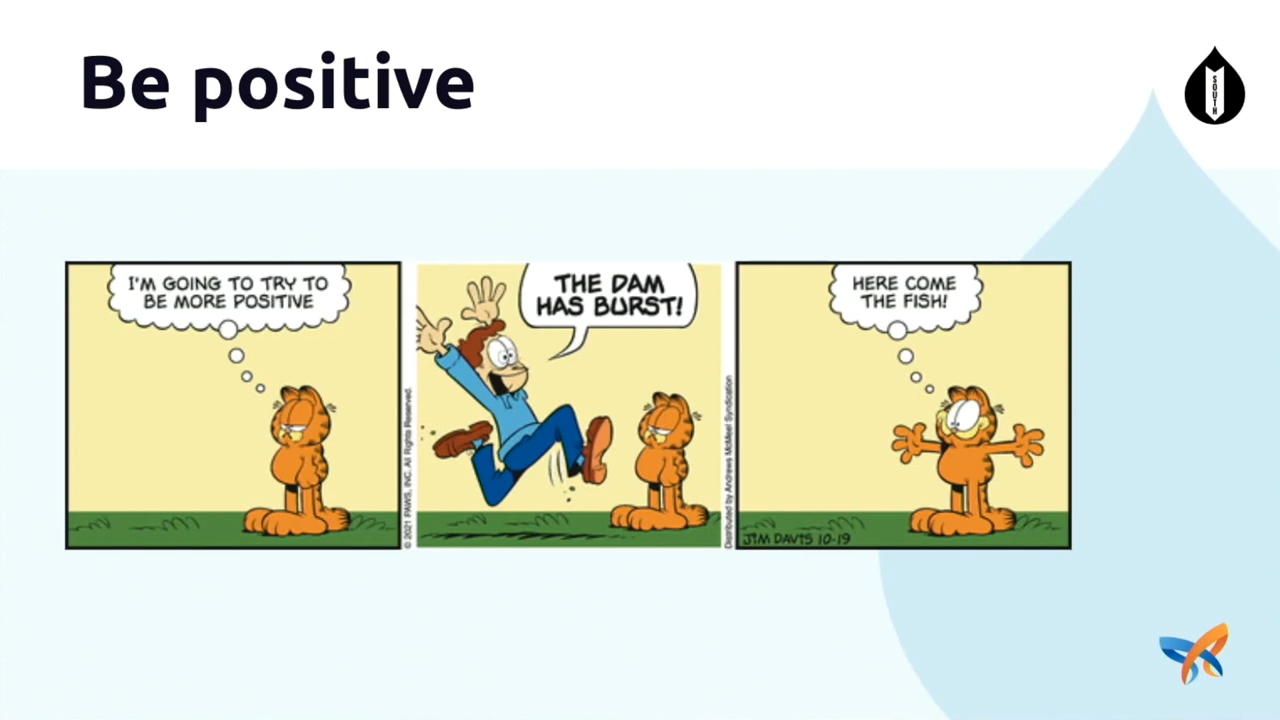 Be positive
SOUTH
I'M GOING TO TRY TO
BE MORE POSITIVE
© 2021 PAWS, INC. All Rights Reserved.
THE DAM
HAS BURST!
Distributed by Andrews McMeel Syndication
HERE COME
THE FISH!
JIM DAVIS 10-19